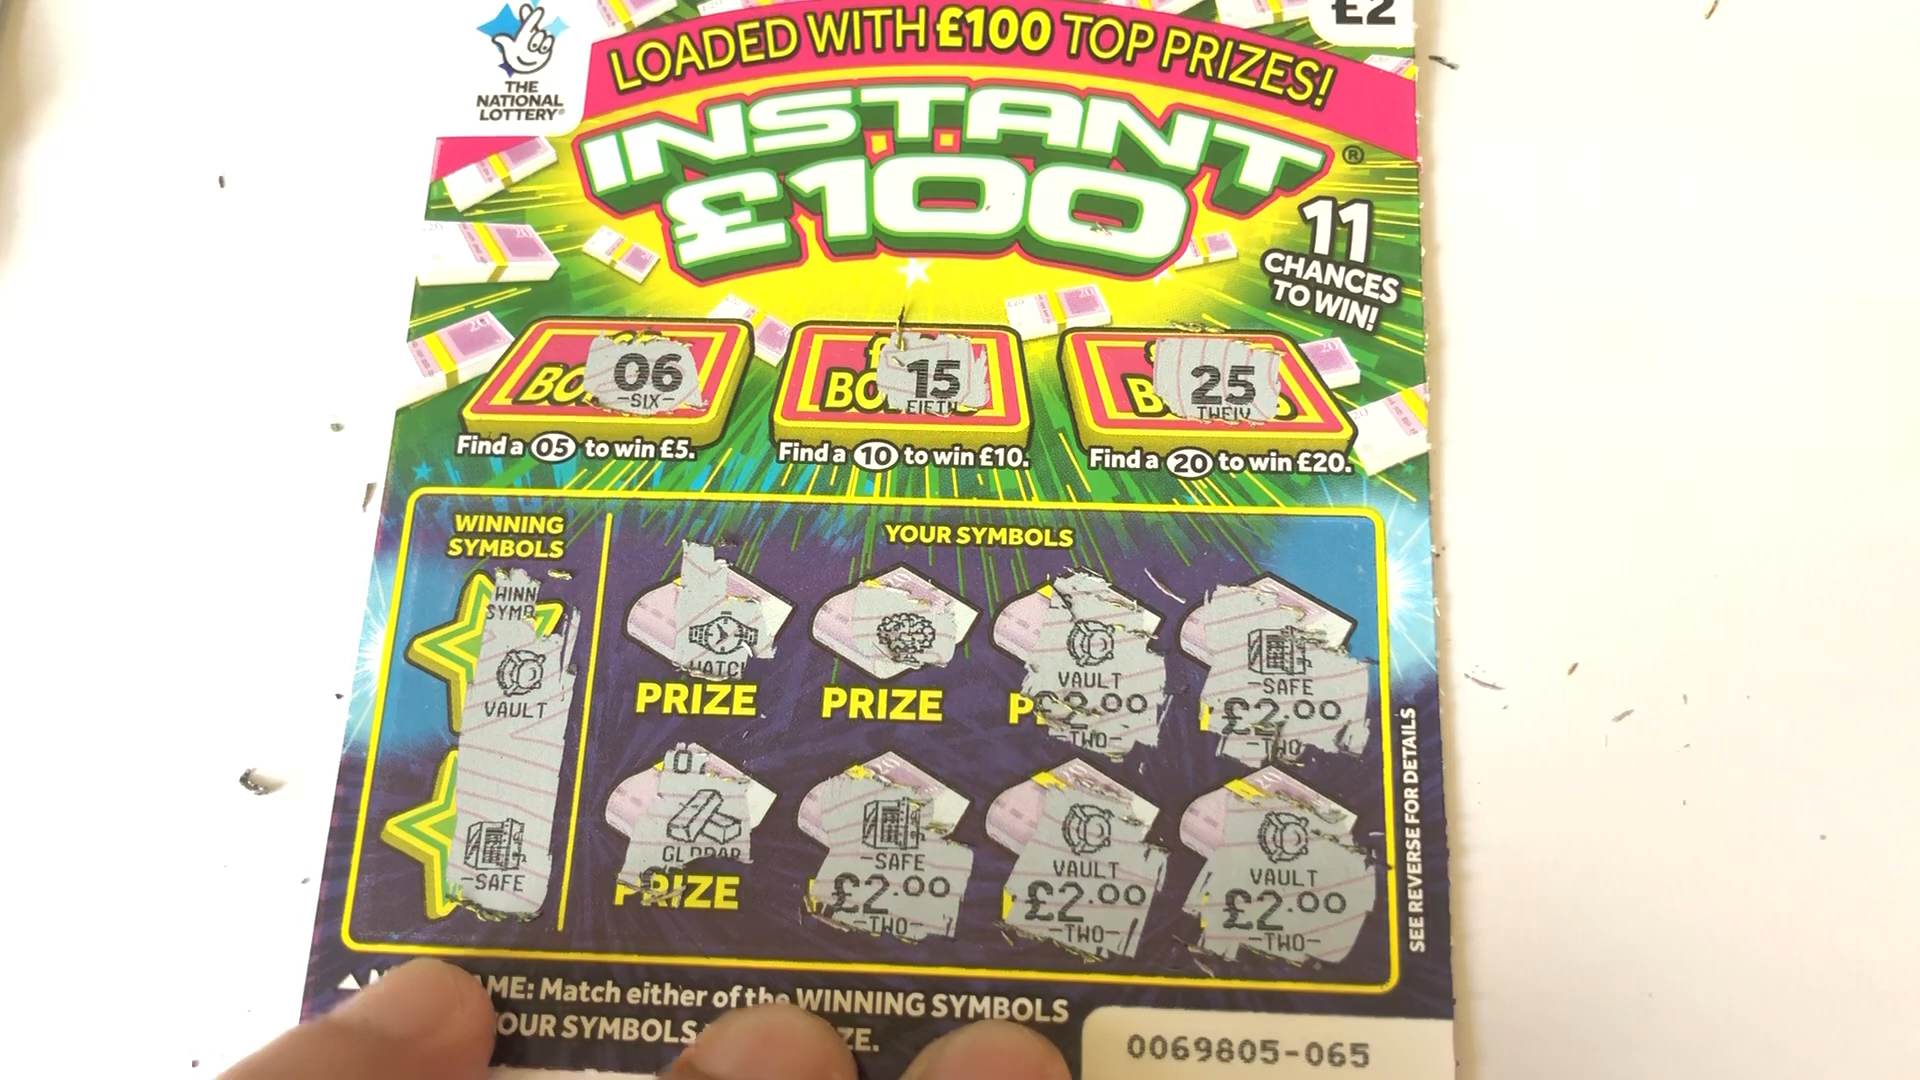 £2
THE
NATIONAL
LOTTERY®
LOADED WITH £100 TOP PRIZES!
INSTANT
£100
®
11
CHANCES
TO WIN!
06
-SIX-
15
25
Find a 05 to win £5.
Find a 10 to win £10.
Find a 20 to win £20.
WINNING
SYMBOLS
YOUR SYMBOLS
VAULT
-SAFE
PRIZE
PRIZE
VAULT
£2.00
-TWO-
-SAFE
£2.00
-TWO
PRIZE
-SAFE
£2.00
-TWO-
VAULT
£2.00
-TWO-
VAULT
£2.00
-TWO-
SEE REVERSE FOR DETAILS
Match either of the WINNING SYMBOLS
SYMBOLS
0069805-065